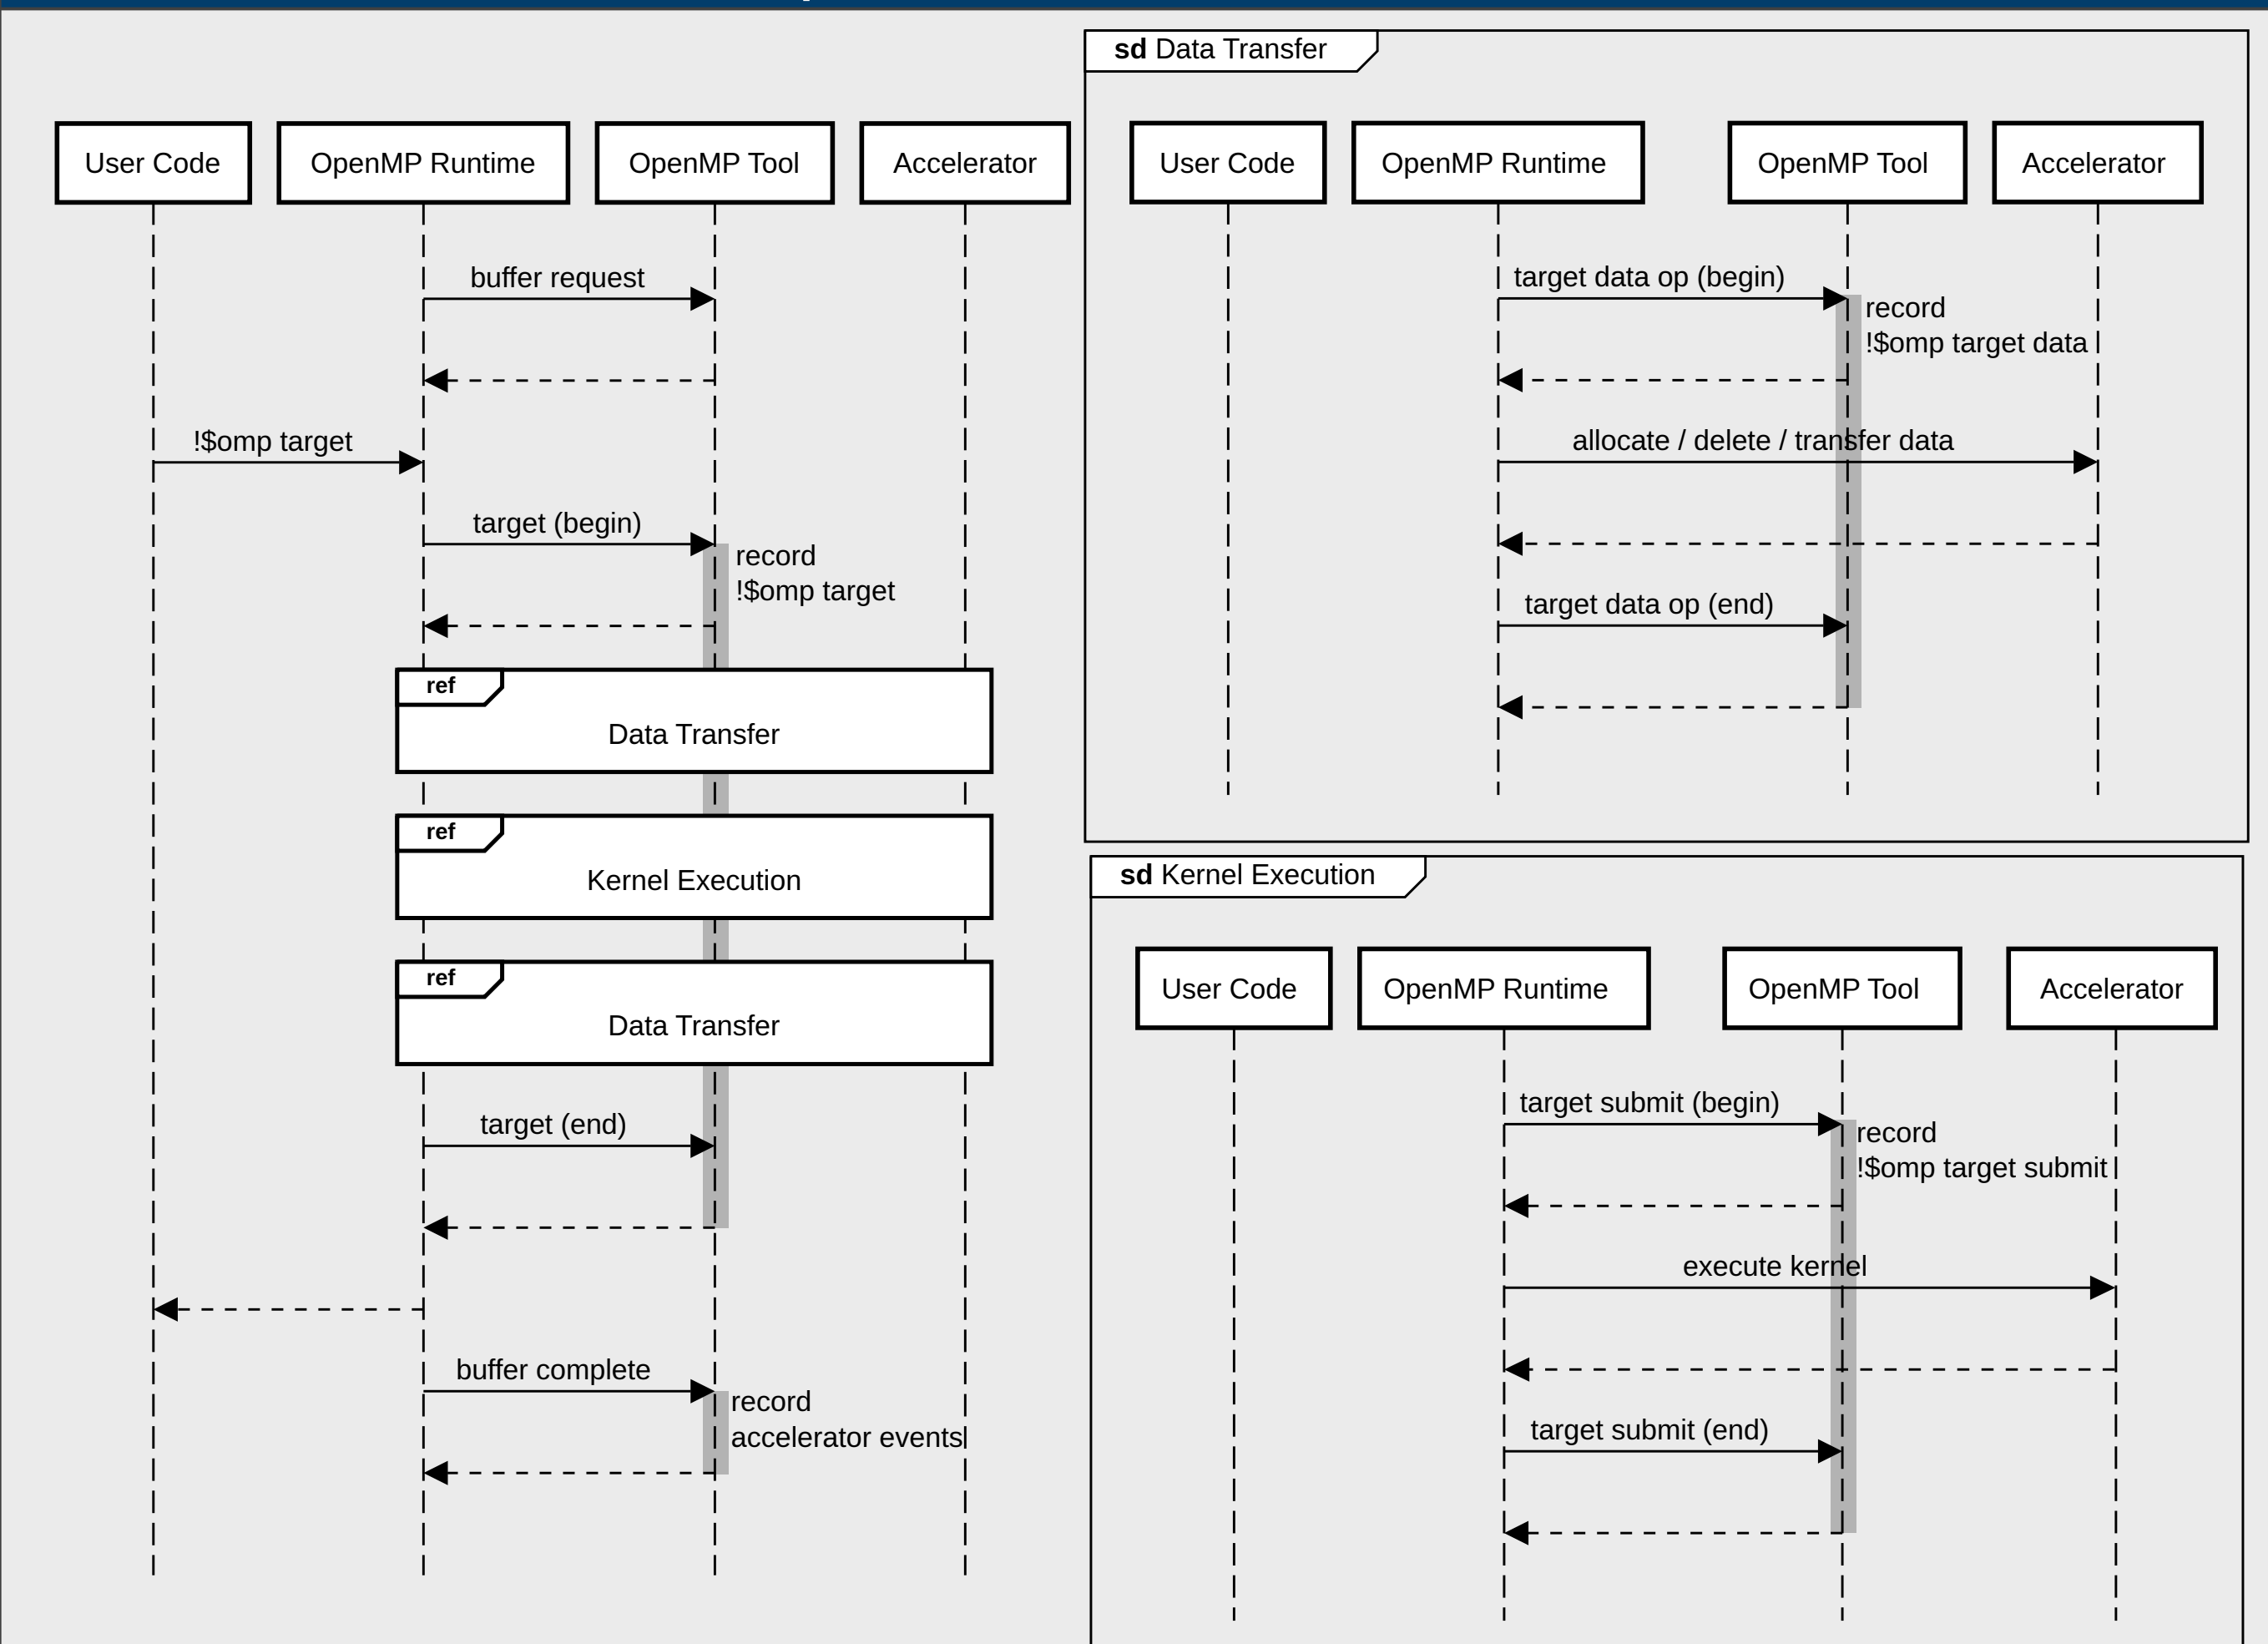 User Code
OpenMP Runtime
OpenMP Tool
Accelerator
buffer request
!$omp target
target (begin)
record
!$omp target
ref
Data Transfer
ref
Kernel Execution
ref
Data Transfer
target (end)
buffer complete
record
accelerator events
sd Data Transfer
User Code
OpenMP Runtime
OpenMP Tool
Accelerator
target data op (begin)
record
!$omp target data
allocate / delete / transfer data
target data op (end)
sd Kernel Execution
User Code
OpenMP Runtime
OpenMP Tool
Accelerator
target submit (begin)
record
!$omp target submit
execute kernel
target submit (end)